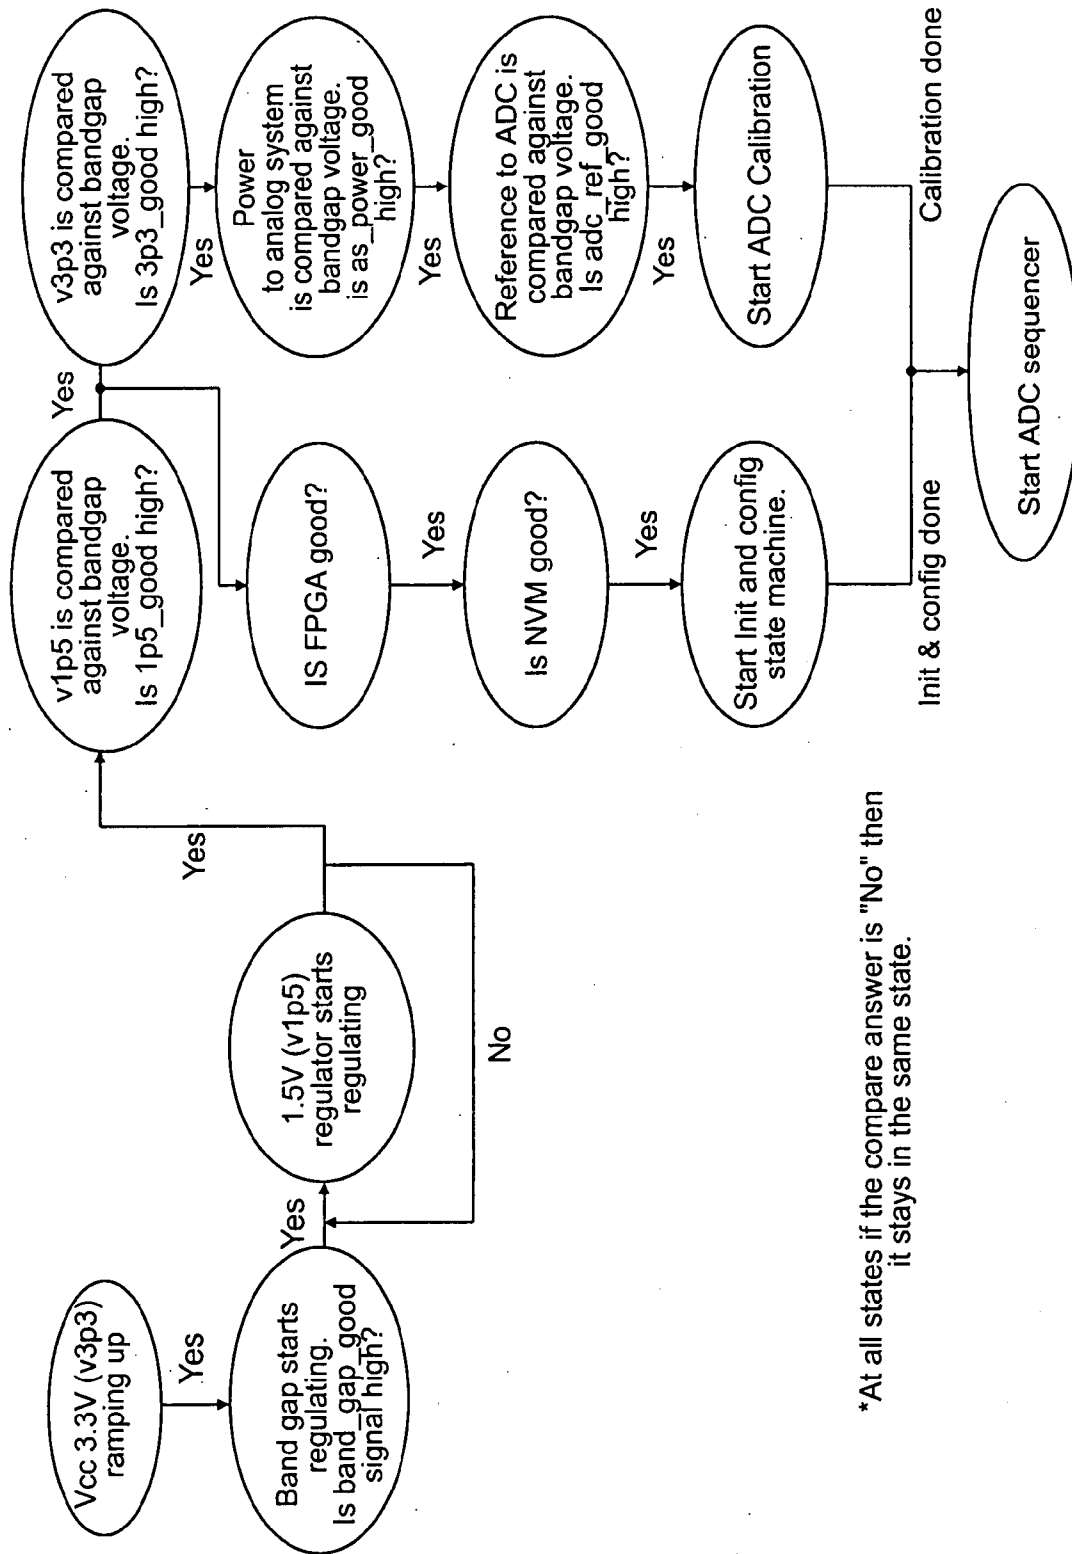 Vcc 3.3V (v3p3)
ramping up
Yes
Band gap starts
regulating.
Is band_gap_good
signal high?
Yes
1.5V (v1p5)
regulator starts
regulating
No
Yes
v1p5 is compared
against bandgap
voltage.
Is 1p5_good high?
Yes
v3p3 is compared
against bandgap
voltage.
Is 3p3_good high?
Yes
Power
to analog system
is compared against
bandgap voltage.
is as_power_good
high?
Yes
Reference to ADC is
compared against
bandgap voltage.
Is adc_ref_good
high?
Yes
Start ADC Calibration
Calibration done
IS FPGA good?
Yes
Is NVM good?
Yes
Start Init and config
state machine.
Init & config done
Start ADC sequencer
*At all states if the compare answer is "No" then
it stays in the same state.